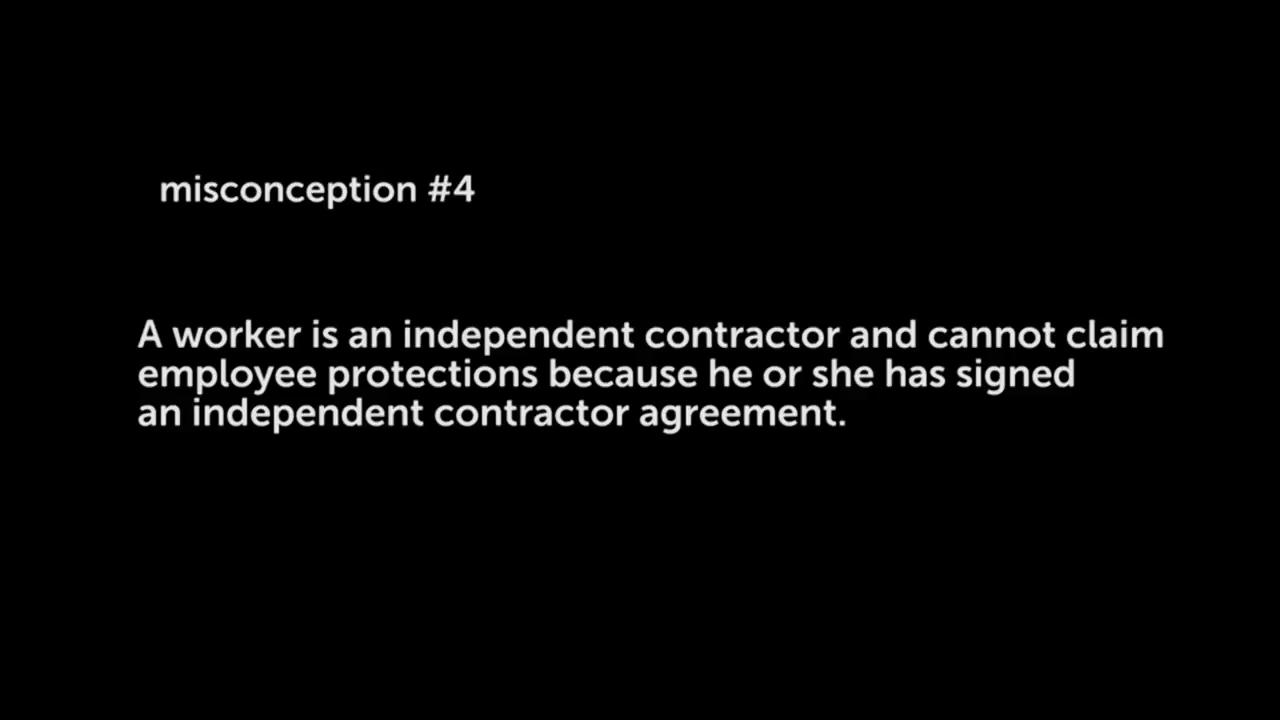 misconception #4
A worker is an independent contractor and cannot claim
employee protections because he or she has signed
an independent contractor agreement.